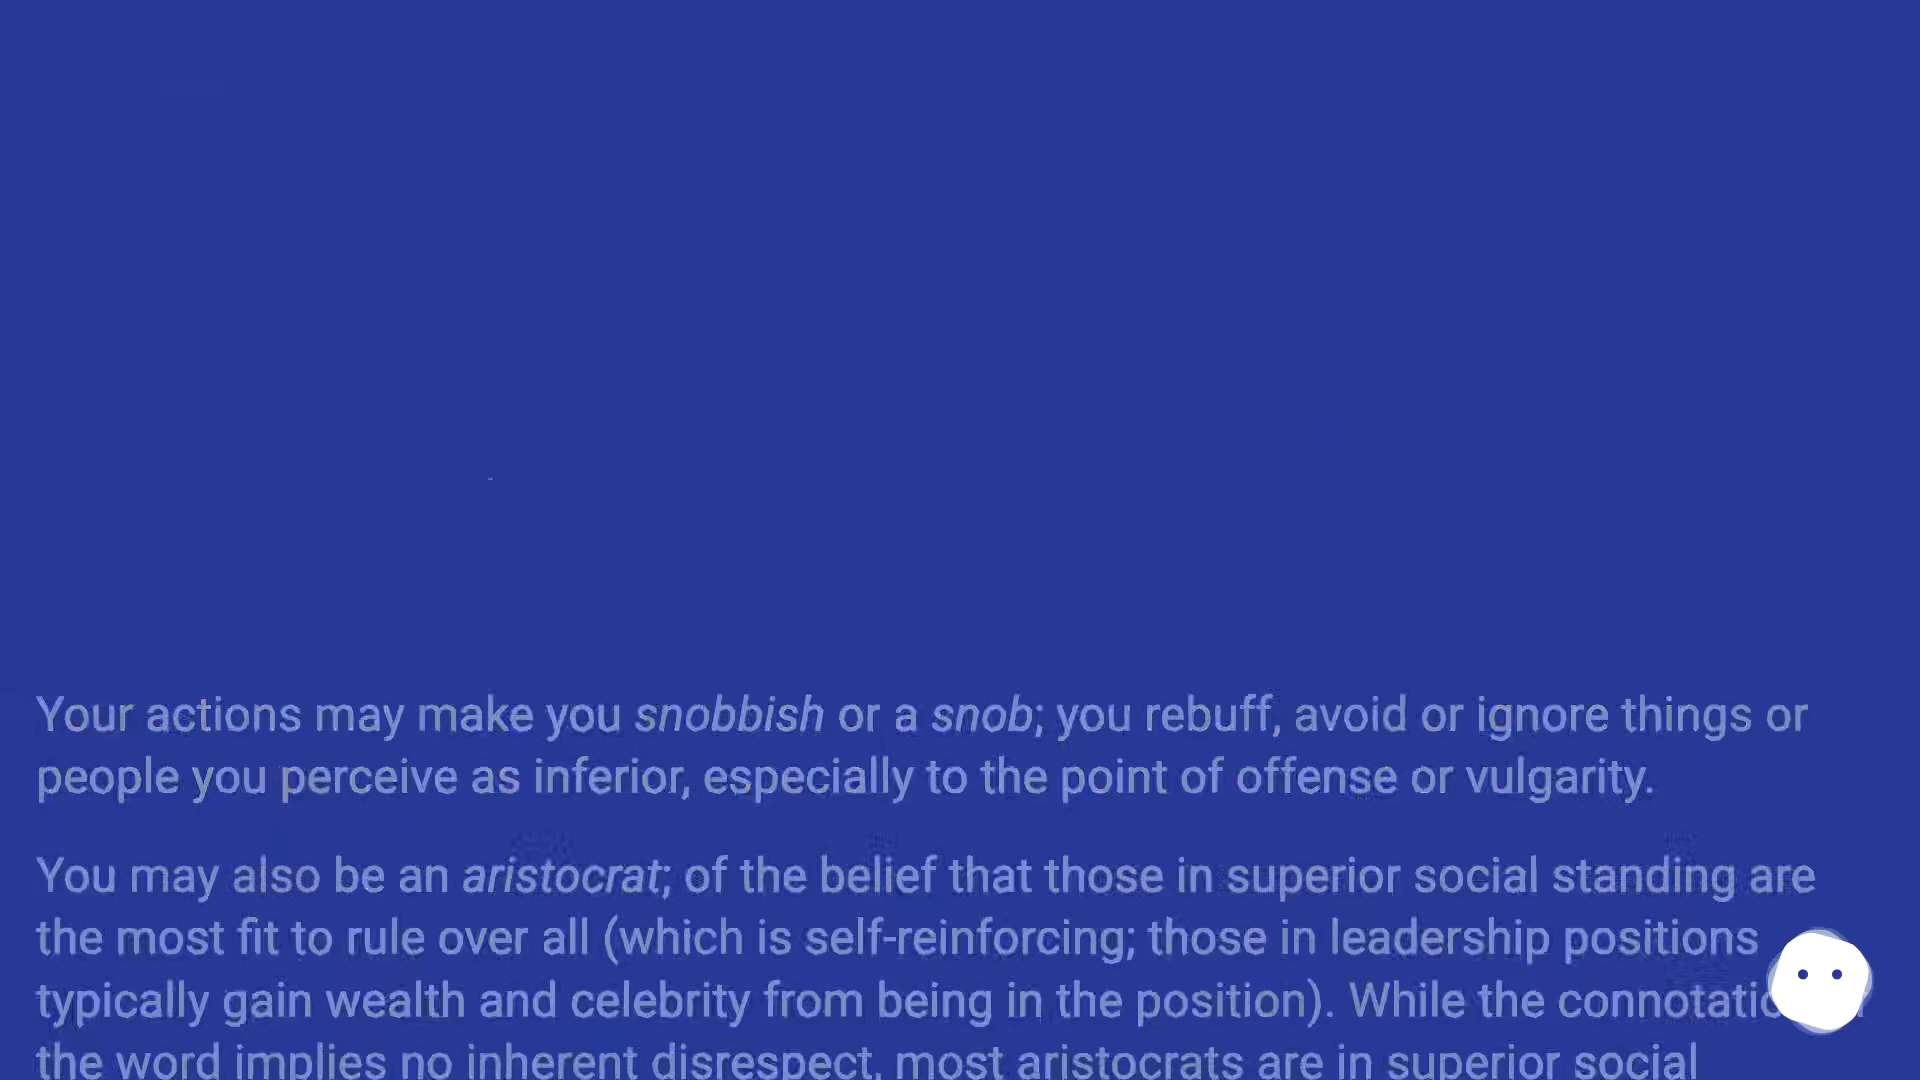 Your actions may make you snobbish or a snob; you rebuff, avoid or ignore things or
people you perceive as inferior, especially to the point of offense or vulgarity.
You may also be an aristocrat; of the belief that those in superior social standing are
the most fit to rule over all (which is self-reinforcing; those in leadership positions
typically gain wealth and celebrity from being in the position). While the
the word implies no inherent disrespect, most aristocrats are in superior social